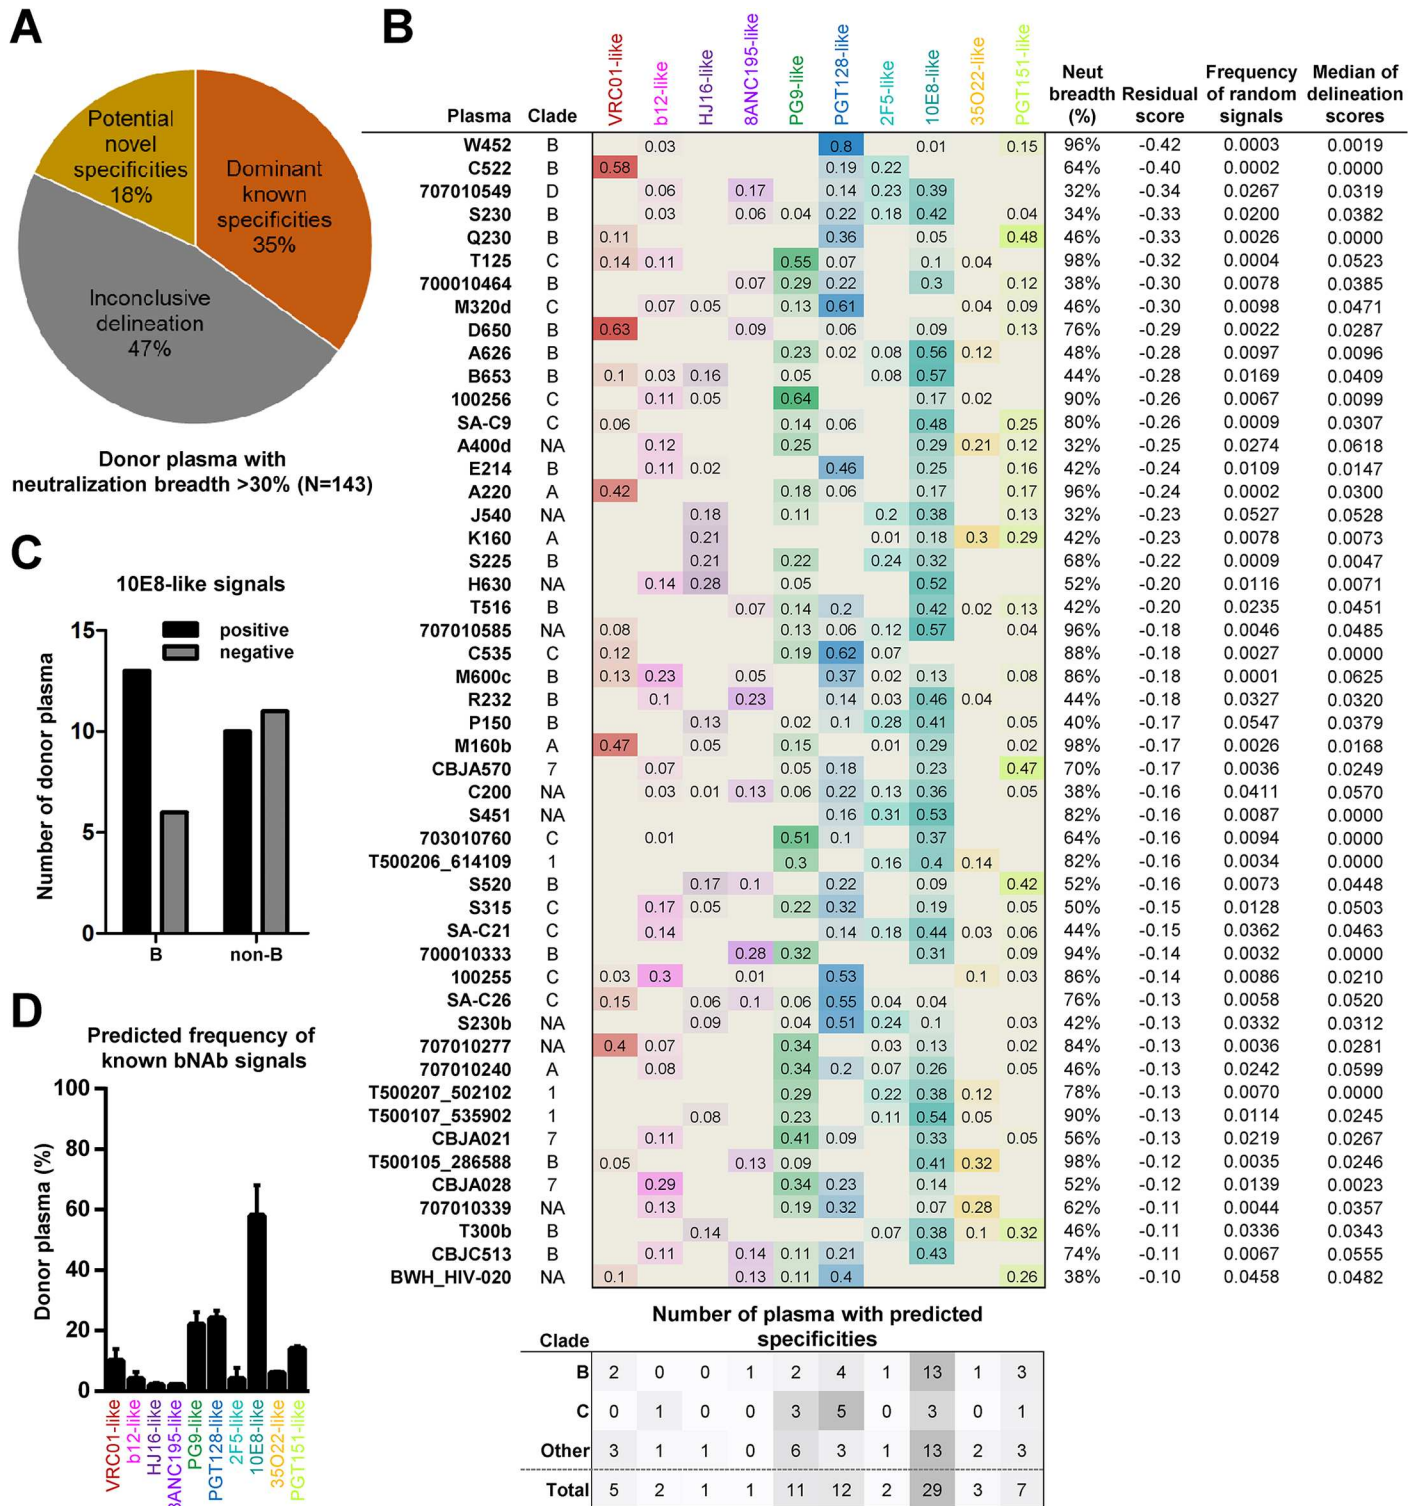 A
Potential
novel
specificities
18%
Dominant
known
specificities
35%
Inconclusive
delineation
47%
Donor plasma with
neutralization breadth >30% (N=143)
B
Plasma Clade VRC01-like b12-like HJ16-like 8ANC195-like PG9-like PGT128-like 2F5-like 10E8-like 35O22-like PGT151-like Neut breadth (%) Residual score Frequency of random signals Median of delineation scores
W452 B 0.03 0.8 0.01 0.15 96% -0.42 0.0003 0.0019
C522 B 0.58 0.19 0.22 64% -0.40 0.0002 0.0000
707010549 D 0.06 0.17 0.14 0.23 0.39 32% -0.34 0.0267 0.0319
S230 B 0.03 0.06 0.04 0.22 0.18 0.42 0.04 34% -0.33 0.0200 0.0382
Q230 B 0.11 0.36 0.05 0.48 46% -0.33 0.0026 0.0000
T125 C 0.14 0.11 0.55 0.07 0.1 0.04 98% -0.32 0.0004 0.0523
700010464 B 0.07 0.29 0.22 0.3 0.12 38% -0.30 0.0078 0.0385
M320d C 0.07 0.05 0.13 0.61 0.04 0.09 46% -0.30 0.0098 0.0471
D650 B 0.63 0.09 0.06 0.09 0.13 76% -0.29 0.0022 0.0287
A626 B 0.23 0.02 0.08 0.56 0.12 48% -0.28 0.0097 0.0096
B653 B 0.1 0.03 0.16 0.05 0.08 0.57 44% -0.28 0.0169 0.0409
100256 C 0.11 0.05 0.64 0.17 0.02 90% -0.26 0.0067 0.0099
SA-C9 C 0.06 0.14 0.06 0.48 0.25 80% -0.26 0.0009 0.0307
A400d NA 0.12 0.25 0.29 0.21 0.12 32% -0.25 0.0274 0.0618
E214 B 0.11 0.02 0.46 0.25 0.16 42% -0.24 0.0109 0.0147
A220 A 0.42 0.18 0.06 0.17 0.17 96% -0.24 0.0002 0.0300
J540 NA 0.18 0.11 0.2 0.38 0.13 32% -0.23 0.0527 0.0528
K160 A 0.21 0.01 0.18 0.3 0.29 42% -0.23 0.0078 0.0073
S225 B 0.21 0.22 0.24 0.32 68% -0.22 0.0009 0.0047
H630 NA 0.14 0.28 0.05 0.52 52% -0.20 0.0116 0.0071
T516 B 0.07 0.14 0.2 0.42 0.02 0.13 42% -0.20 0.0235 0.0451
707010585 NA 0.08 0.13 0.06 0.12 0.57 0.04 96% -0.18 0.0046 0.0485
C535 C 0.12 0.19 0.62 0.07 88% -0.18 0.0027 0.0000
M600c B 0.13 0.23 0.05 0.37 0.02 0.13 0.08 86% -0.18 0.0001 0.0625
R232 B 0.1 0.23 0.14 0.03 0.46 0.04 44% -0.18 0.0327 0.0320
P150 B 0.13 0.02 0.1 0.28 0.41 0.05 40% -0.17 0.0547 0.0379
M160b A 0.47 0.05 0.15 0.01 0.29 0.02 98% -0.17 0.0026 0.0168
CBJA570 7 0.07 0.05 0.18 0.23 0.47 70% -0.17 0.0036 0.0249
C200 NA 0.03 0.01 0.13 0.06 0.22 0.13 0.36 0.05 38% -0.16 0.0411 0.0570
S451 NA 0.16 0.31 0.53 82% -0.16 0.0087 0.0000
703010760 C 0.01 0.51 0.1 0.37 64% -0.16 0.0094 0.0000
T500206_614109 1 0.3 0.16 0.4 0.14 82% -0.16 0.0034 0.0000
S520 B 0.17 0.1 0.22 0.09 0.42 52% -0.16 0.0073 0.0448
S315 C 0.17 0.05 0.22 0.32 0.19 0.05 50% -0.15 0.0128 0.0503
SA-C21 C 0.14 0.14 0.18 0.44 0.03 0.06 44% -0.15 0.0362 0.0463
700010333 B 0.28 0.32 0.31 0.09 94% -0.14 0.0032 0.0000
100255 C 0.03 0.3 0.01 0.53 0.1 0.03 86% -0.14 0.0086 0.0210
SA-C26 C 0.15 0.06 0.1 0.06 0.55 0.04 0.04 76% -0.13 0.0058 0.0520
S230b NA 0.09 0.04 0.51 0.24 0.1 0.03 42% -0.13 0.0332 0.0312
707010277 NA 0.4 0.07 0.34 0.03 0.13 0.02 84% -0.13 0.0036 0.0281
707010240 A 0.08 0.34 0.2 0.07 0.26 0.05 46% -0.13 0.0242 0.0599
T500207_502102 1 0.29 0.22 0.38 0.12 78% -0.13 0.0070 0.0000
T500107_535902 1 0.08 0.23 0.11 0.54 0.05 90% -0.13 0.0114 0.0245
CBJA021 7 0.11 0.41 0.09 0.33 0.05 56% -0.13 0.0219 0.0267
T500105_286588 B 0.05 0.13 0.09 0.41 0.32 98% -0.12 0.0035 0.0246
CBJA028 7 0.29 0.34 0.23 0.14 52% -0.12 0.0139 0.0023
707010339 NA 0.13 0.19 0.32 0.07 0.28 62% -0.11 0.0044 0.0357
T300b B 0.14 0.07 0.38 0.1 0.32 46% -0.11 0.0336 0.0343
CBJC513 B 0.11 0.14 0.11 0.21 0.43 74% -0.11 0.0067 0.0555
BWH_HIV-020 NA 0.1 0.13 0.11 0.4 0.26 38% -0.10 0.0458 0.0482
Number of plasma with predicted
specificities
Clade
B 2 0 0 1 2 4 1 13 1 3
C 0 1 0 0 3 5 0 3 0 1
Other 3 1 1 0 6 3 1 13 2 3
Total 5 2 1 1 11 12 2 29 3 7
C
10E8-like signals
positive
negative
Number of donor plasma
15
10
5
0
B non-B
D
Predicted frequency of
known bNAb signals
Donor plasma (%)
100
80
60
40
20
0
VRC01-like
b12-like
HJ16-like
8ANC195-like
PG9-like
PGT128-like
2F5-like
10E8-like
35O22-like
PGT151-like